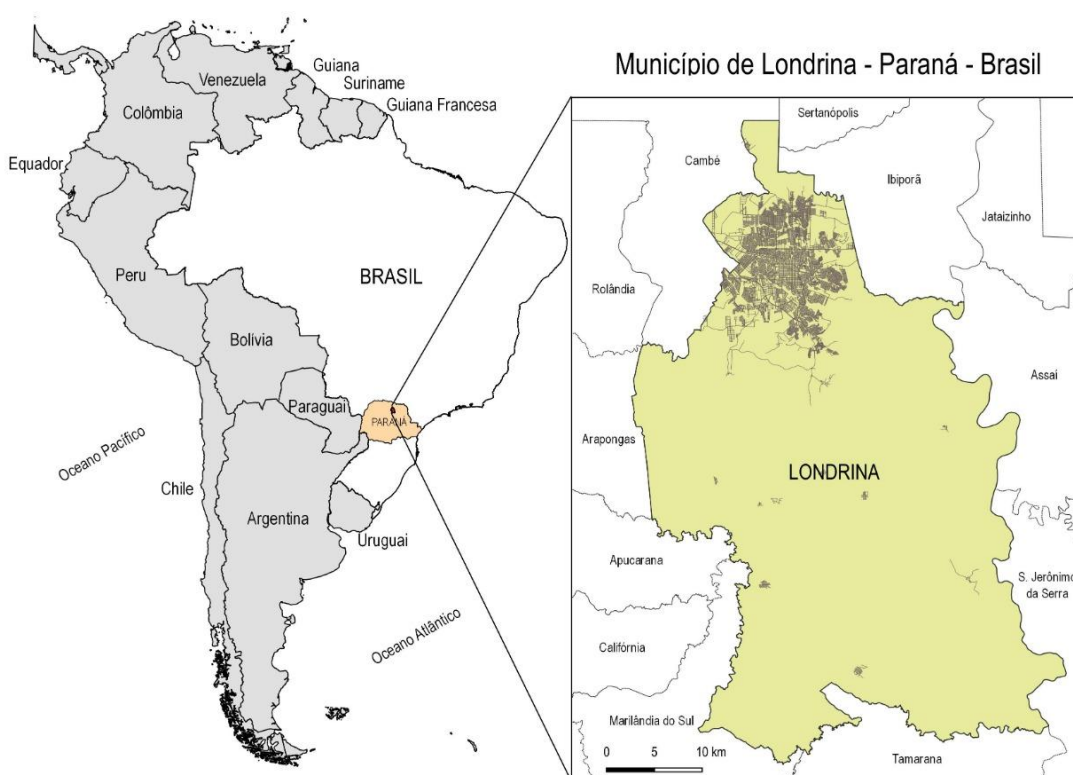 Município de Londrina - Paraná - Brasil
Guiana
Venezuela
Suriname
Guiana Francesa
Colômbia
Equador
Peru
BRASIL
Bolívia
Paraguai
PARANÁ
Oceano Pacífico
Chile
Argentina
Uruguai
Oceano Atlântico
Sertanópolis
Cambé
Ibiporã
Jataizinho
Rolândia
Assaí
Arapongas
LONDRINA
Apucarana
S. Jerônimo
da Serra
Califórnia
Marilândia do Sul
0 5 10 km
Tamarana